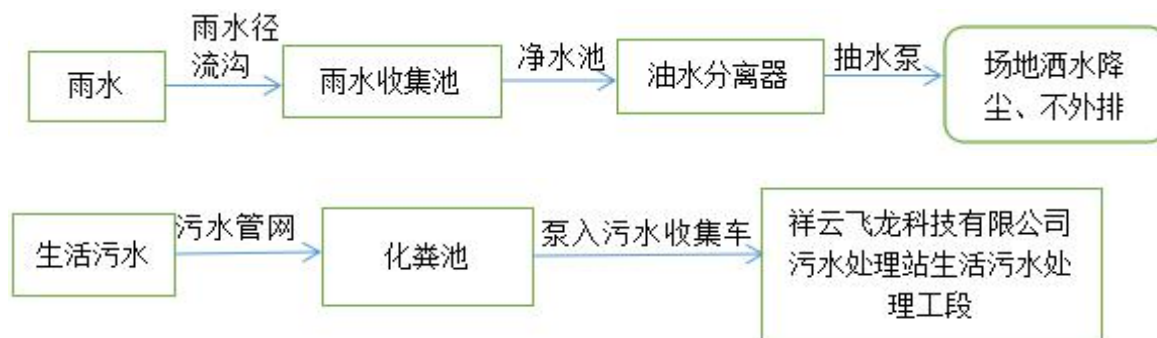 雨水
雨水径
流沟
雨水收集池
净水池
油水分离器
抽水泵
场地洒水降
尘、不外排
生活污水
污水管网
化粪池
泵入污水收集车
祥云飞龙科技有限公司
污水处理站生活污水处
理工段